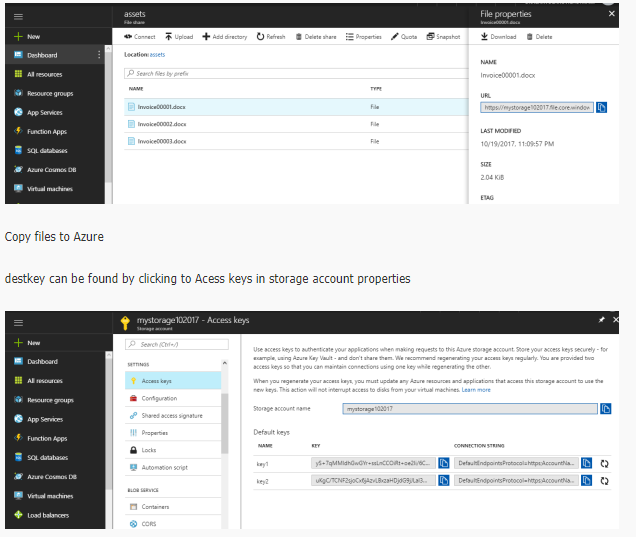 assets
File share
File properties
Invoice00001.docx
New
Dashboard
All resources
Resource groups
App Services
Function Apps
SQL databases
Azure Cosmos DB
Virtual machines
Connect Upload Add directory Refresh Delete share Properties Quota Snapshot
Location: assets
Search files by prefix
NAME TYPE
Invoice00001.docx File
Invoice00002.docx File
Invoice00003.docx File
Download Delete
NAME
Invoice00001.docx
URL
https://mystorage102017.file.core.window
LAST MODIFIED
10/19/2017, 11:09:57 PM
SIZE
2.04 KiB
ETAG
Copy files to Azure
destkey can be found by clicking to Acess keys in storage account properties
mystorage102017 - Access keys
Storage account
New
Dashboard
All resources
Resource groups
App Services
Function Apps
SQL databases
Azure Cosmos DB
Virtual machines
Load balancers
Search (Ctrl+/)
SETTINGS
Access keys
Configuration
Shared access signature
Properties
Locks
Automation script
BLOB SERVICE
Containers
CORS
Use access keys to authenticate your applications when making requests to this Azure storage account. Store your access keys securely - for
example, using Azure Key Vault - and don't share them. We recommend regenerating your access keys regularly. You are provided two
access keys so that you can maintain connections using one key while regenerating the other.
When you regenerate your access keys, you must update any Azure resources and applications that access this storage account to use the
new keys. This action will not interrupt access to disks from your virtual machines. Learn more
Storage account name mystorage102017
Default keys
NAME KEY CONNECTION STRING
key1 DefaultEndpointsProtocol=https;AccountNa...
key2 DefaultEndpointsProtocol=https;AccountNa...